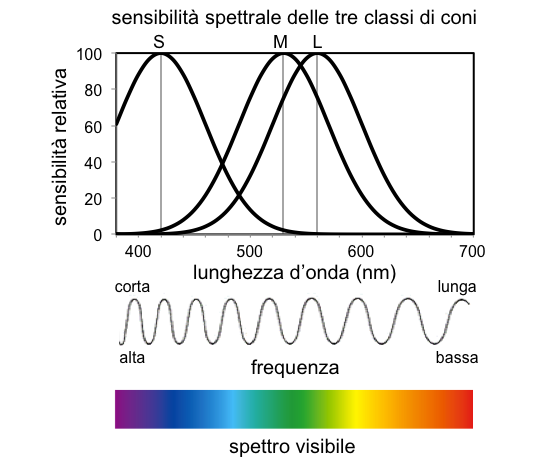 sensibilità spettrale delle tre classi di coni
S M L
100
80
60
40
20
0
sensibilità relativa
400 500 600 700
lunghezza d’onda (nm)
corta lunga
alta bassa
frequenza
spettro visibile